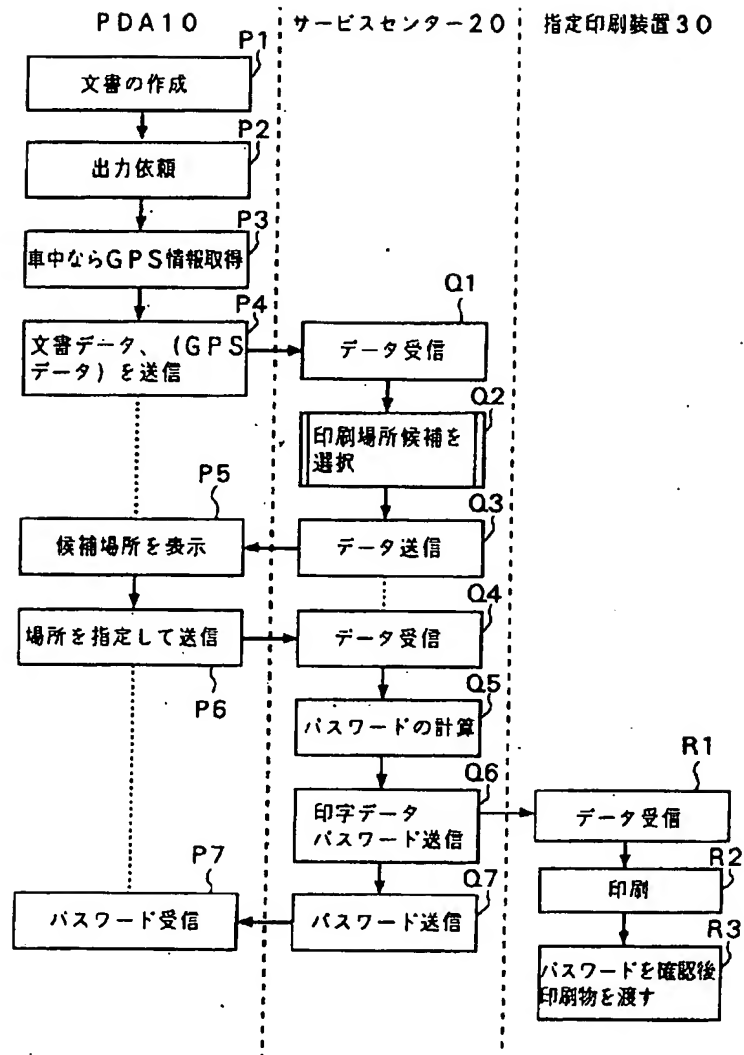 PDA10
サービスセンター20
指定印刷装置30
P1
文書の作成
P2
出力依頼
P3
車中ならGPS情報取得
P4
文書データ、(GPS
データ)を送信
Q1
データ受信
Q2
印刷場所候補を
選択
P5
候補場所を表示
Q3
データ送信
Q4
場所を指定して送信
P6
データ受信
Q5
パスワードの計算
Q6
印字データ
パスワード送信
R1
データ受信
R2
印刷
P7
パスワード受信
Q7
パスワード送信
R3
パスワードを確認後
印刷物を渡す